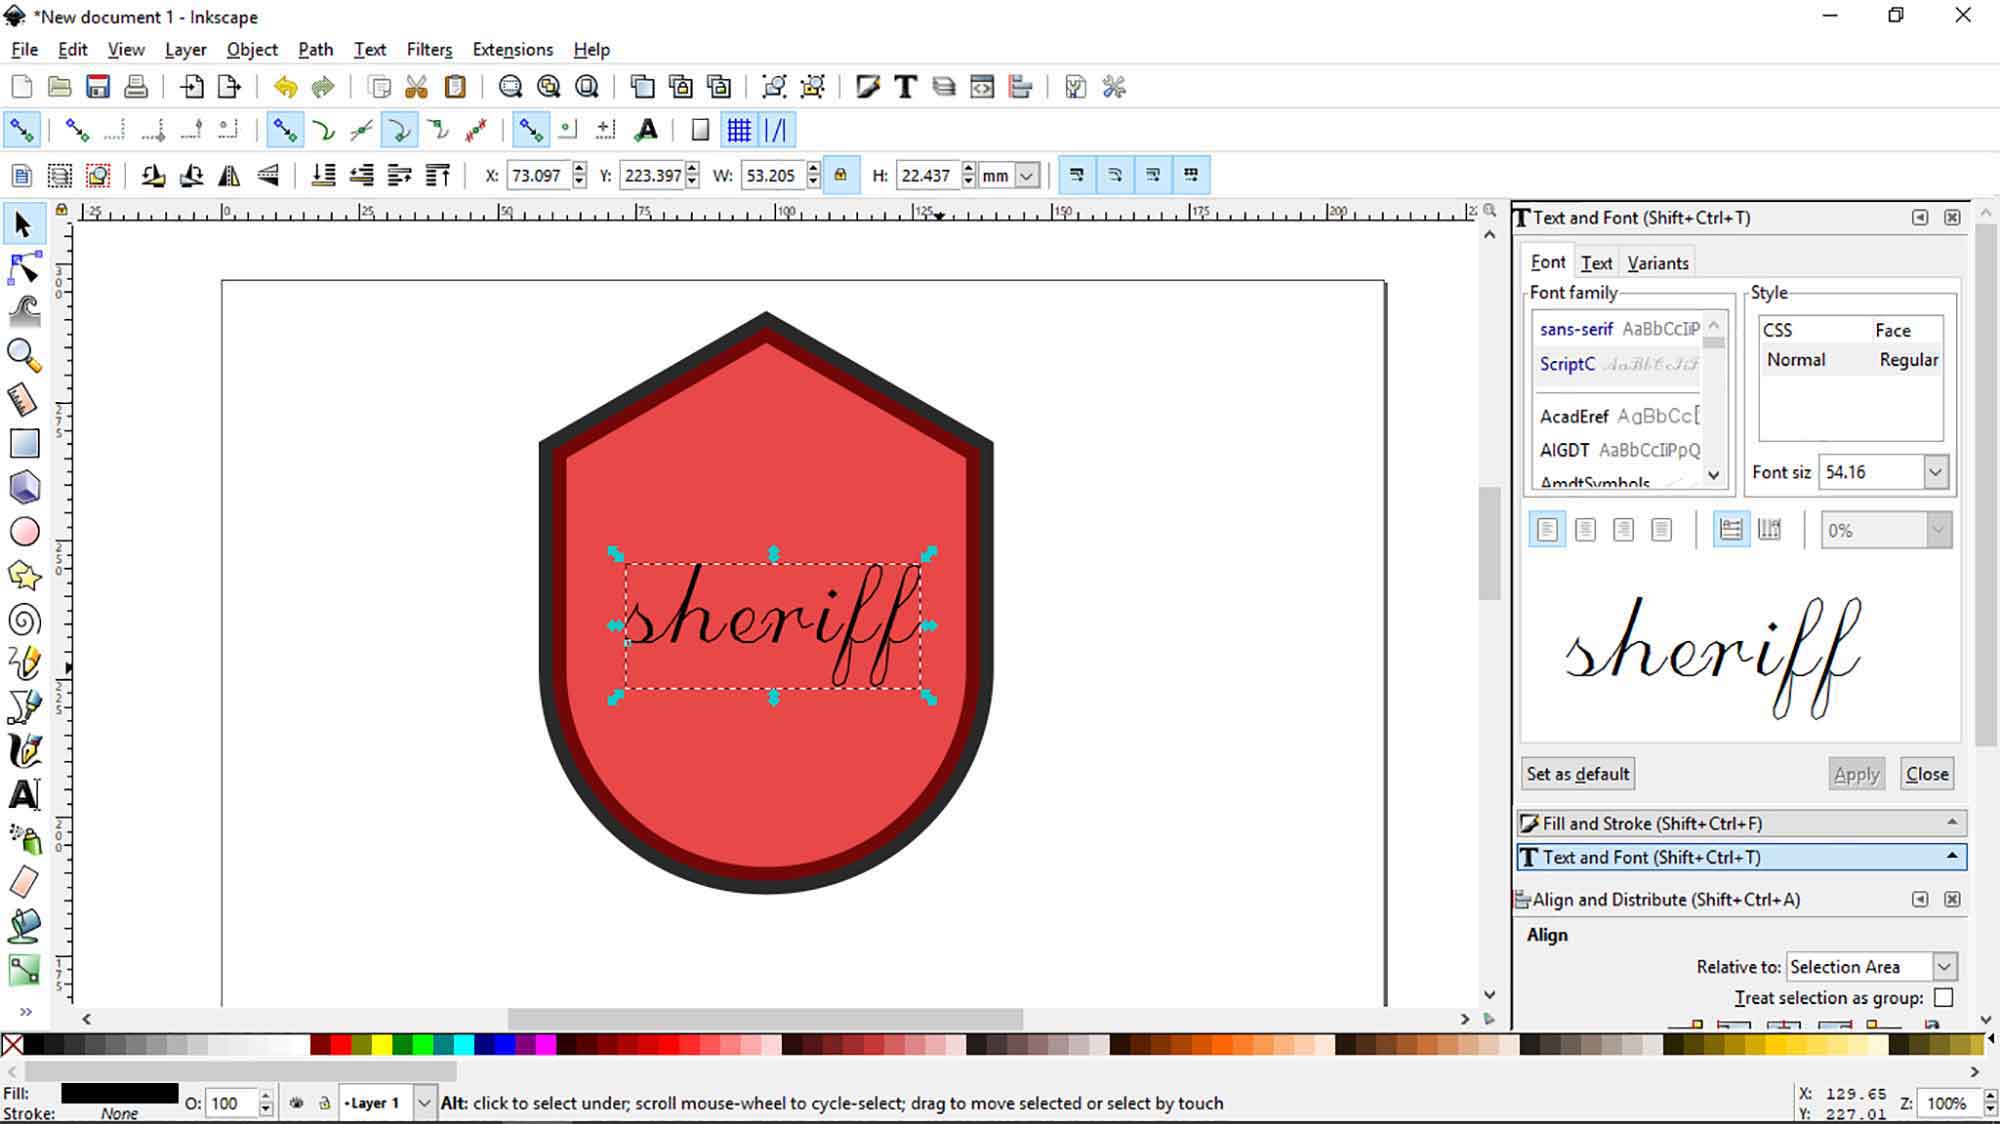 *New document 1 - Inkscape
File Edit View Layer Object Path Text Filters Extensions Help
X: 73.097 Y: 223.397 W: 53.205 H: 22.437 mm
-25 0 25 50 75 100 125 150 175 200
300
275
250
225
200
175
sheriff
Text and Font (Shift+Ctrl+T)
Font Text Variants
Font family
sans-serif AaBbCcIiP
ScriptC AaBbCcIiP
AcadEref AgBbCc
AIGDT AaBbCcIiPpQ
AmdtSymbols
Style
CSS Face
Normal Regular
Font siz 54.16
0%
sheriff
Set as default Apply Close
Fill and Stroke (Shift+Ctrl+F)
Text and Font (Shift+Ctrl+T)
Align and Distribute (Shift+Ctrl+A)
Align
Relative to: Selection Area
Treat selection as group:
Fill:
Stroke: None
O: 100
•Layer 1
Alt: click to select under; scroll mouse-wheel to cycle-select; drag to move selected or select by touch
X: 129.65
Y: 227.01
Z: 100%